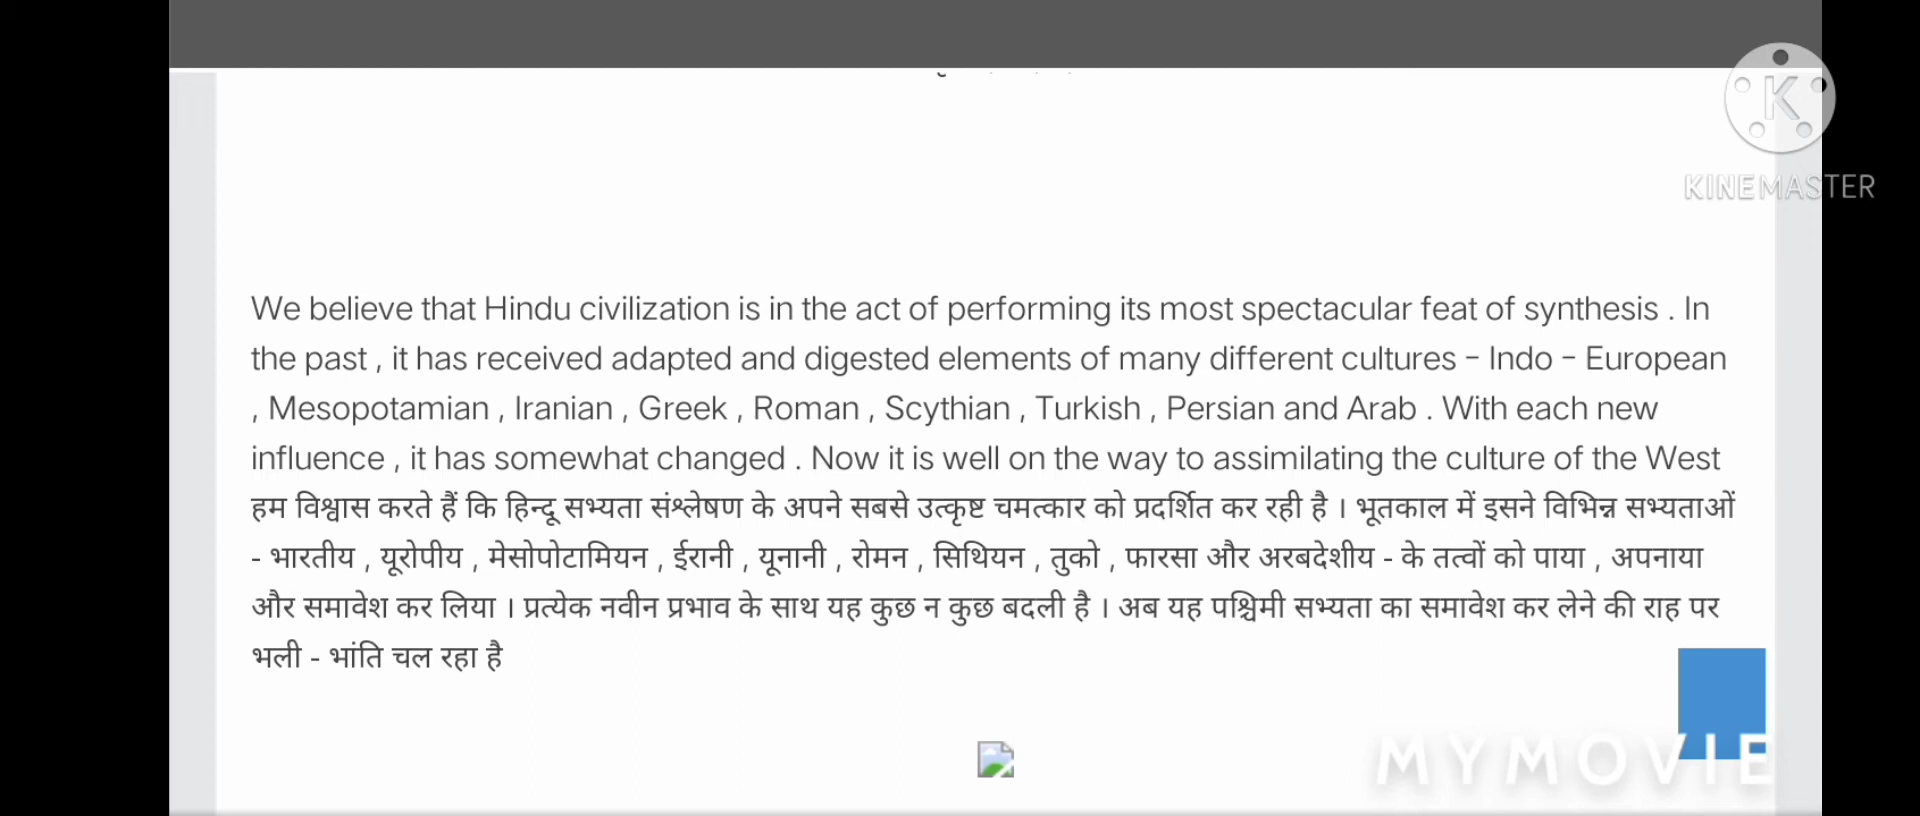 K
KINEMASTER
We believe that Hindu civilization is in the act of performing its most spectacular feat of synthesis . In
the past , it has received adapted and digested elements of many different cultures - Indo - European
, Mesopotamian , Iranian , Greek , Roman , Scythian , Turkish , Persian and Arab . With each new
influence , it has somewhat changed . Now it is well on the way to assimilating the culture of the West
हम विश्वास करते हैं कि हिन्दू सभ्यता संश्लेषण के अपने सबसे उत्कृष्ट चमत्कार को प्रदर्शित कर रही है । भूतकाल में इसने विभिन्न सभ्यताओं
- भारतीय , यूरोपीय , मेसोपोटामियन , ईरानी , यूनानी , रोमन , सिथियन , तुको , फारसा और अरबदेशीय - के तत्वों को पाया , अपनाया
और समावेश कर लिया । प्रत्येक नवीन प्रभाव के साथ यह कुछ न कुछ बदली है । अब यह पश्चिमी सभ्यता का समावेश कर लेने की राह पर
भली - भांति चल रहा है
MYMOVIE